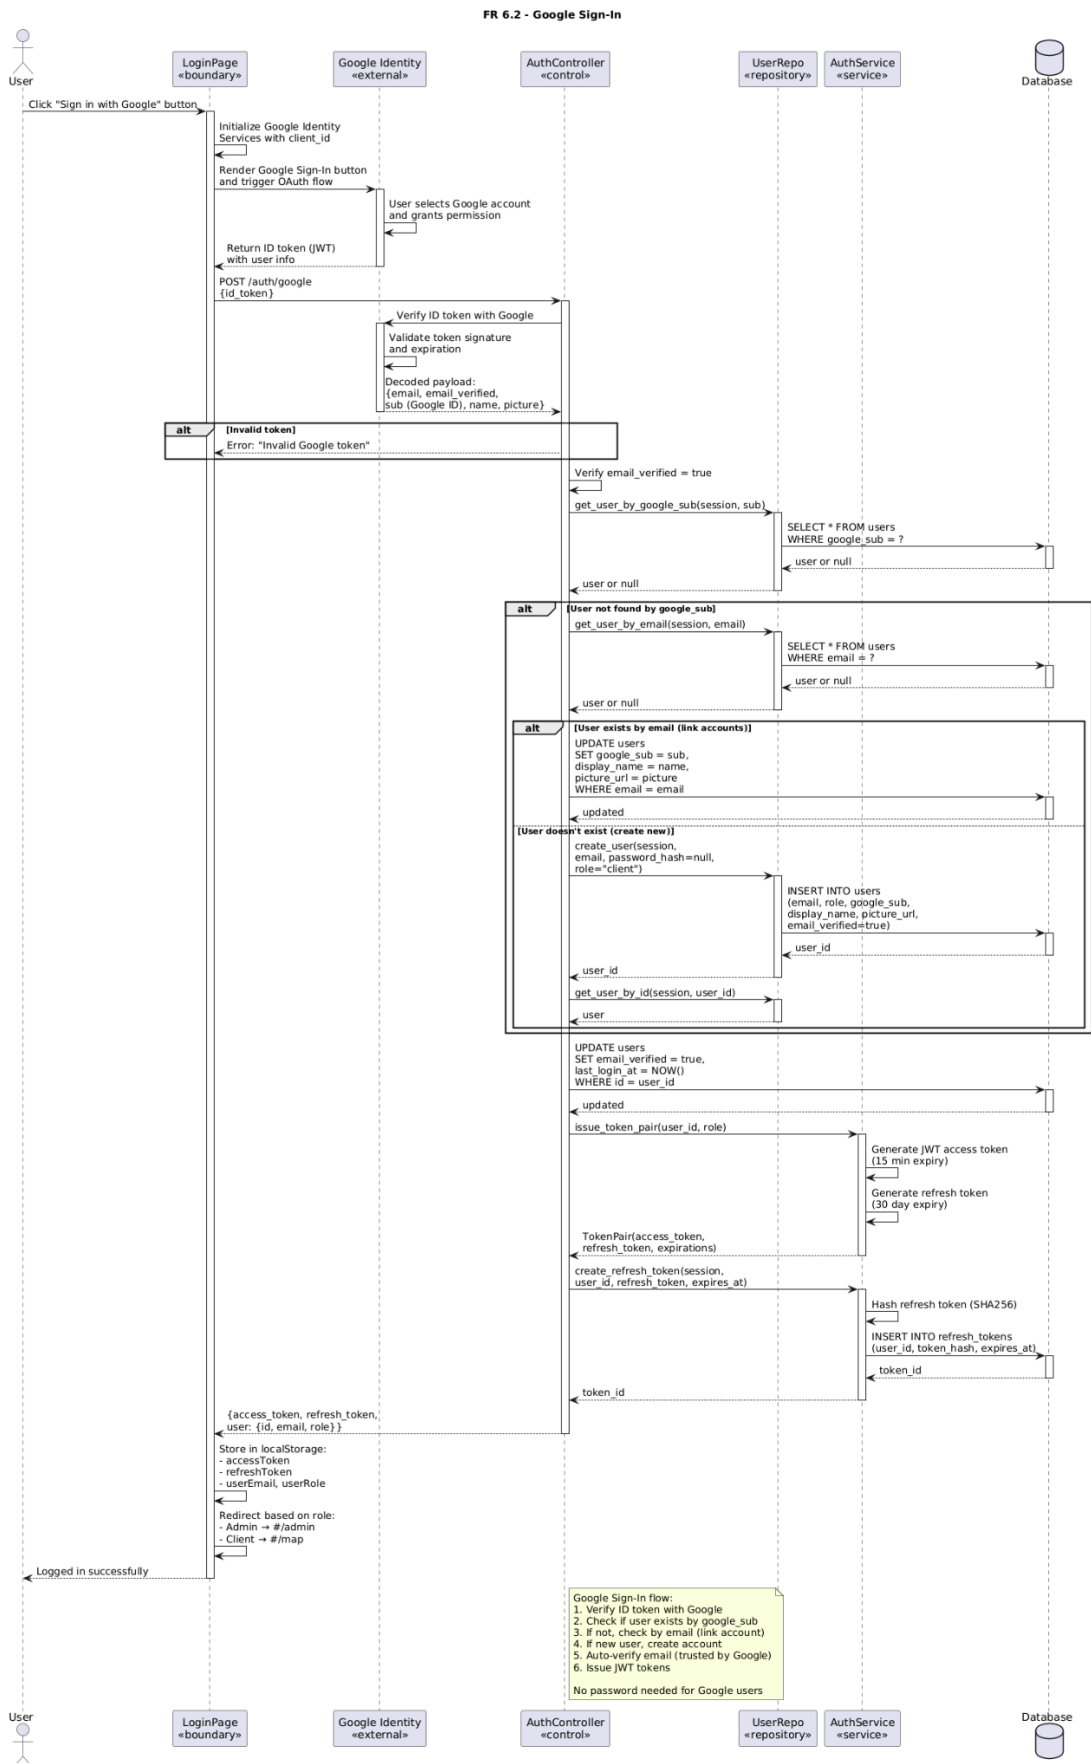 FR 6.2 - Google Sign-In
User
LoginPage
«boundary»
Google Identity
«external»
AuthController
«control»
UserRepo
«repository»
AuthService
«service»
Database
Click "Sign in with Google" button
Initialize Google Identity
Services with client_id
Render Google Sign-In button
and trigger OAuth flow
User selects Google account
and grants permission
Return ID token (JWT)
with user info
POST /auth/google
{id_token}
Verify ID token with Google
Validate token signature
and expiration
Decoded payload:
{email, email_verified,
sub (Google ID), name, picture}
alt [Invalid token]
Error: "Invalid Google token"
Verify email_verified = true
get_user_by_google_sub(session, sub)
SELECT * FROM users
WHERE google_sub = ?
user or null
user or null
alt [User not found by google_sub]
get_user_by_email(session, email)
SELECT * FROM users
WHERE email = ?
user or null
user or null
alt [User exists by email (link accounts)]
UPDATE users
SET google_sub = sub,
display_name = name,
picture_url = picture
WHERE email = email
updated
[User doesn't exist (create new)]
create_user(session,
email, password_hash=null,
role="client")
INSERT INTO users
(email, role, google_sub,
display_name, picture_url,
email_verified=true)
user_id
user_id
get_user_by_id(session, user_id)
user
UPDATE users
SET email_verified = true,
last_login_at = NOW()
WHERE id = user_id
updated
issue_token_pair(user_id, role)
Generate JWT access token
(15 min expiry)
Generate refresh token
(30 day expiry)
TokenPair(access_token,
refresh_token, expirations)
create_refresh_token(session,
user_id, refresh_token, expires_at)
Hash refresh token (SHA256)
INSERT INTO refresh_tokens
(user_id, token_hash, expires_at)
token_id
token_id
{access_token, refresh_token,
user: {id, email, role}}
Store in localStorage:
- accessToken
- refreshToken
- userEmail, userRole
Redirect based on role:
- Admin → #/admin
- Client → #/map
Logged in successfully
Google Sign-In flow:
1. Verify ID token with Google
2. Check if user exists by google_sub
3. If not, check by email (link account)
4. If new user, create account
5. Auto-verify email (trusted by Google)
6. Issue JWT tokens
No password needed for Google users
User
LoginPage
«boundary»
Google Identity
«external»
AuthController
«control»
UserRepo
«repository»
AuthService
«service»
Database